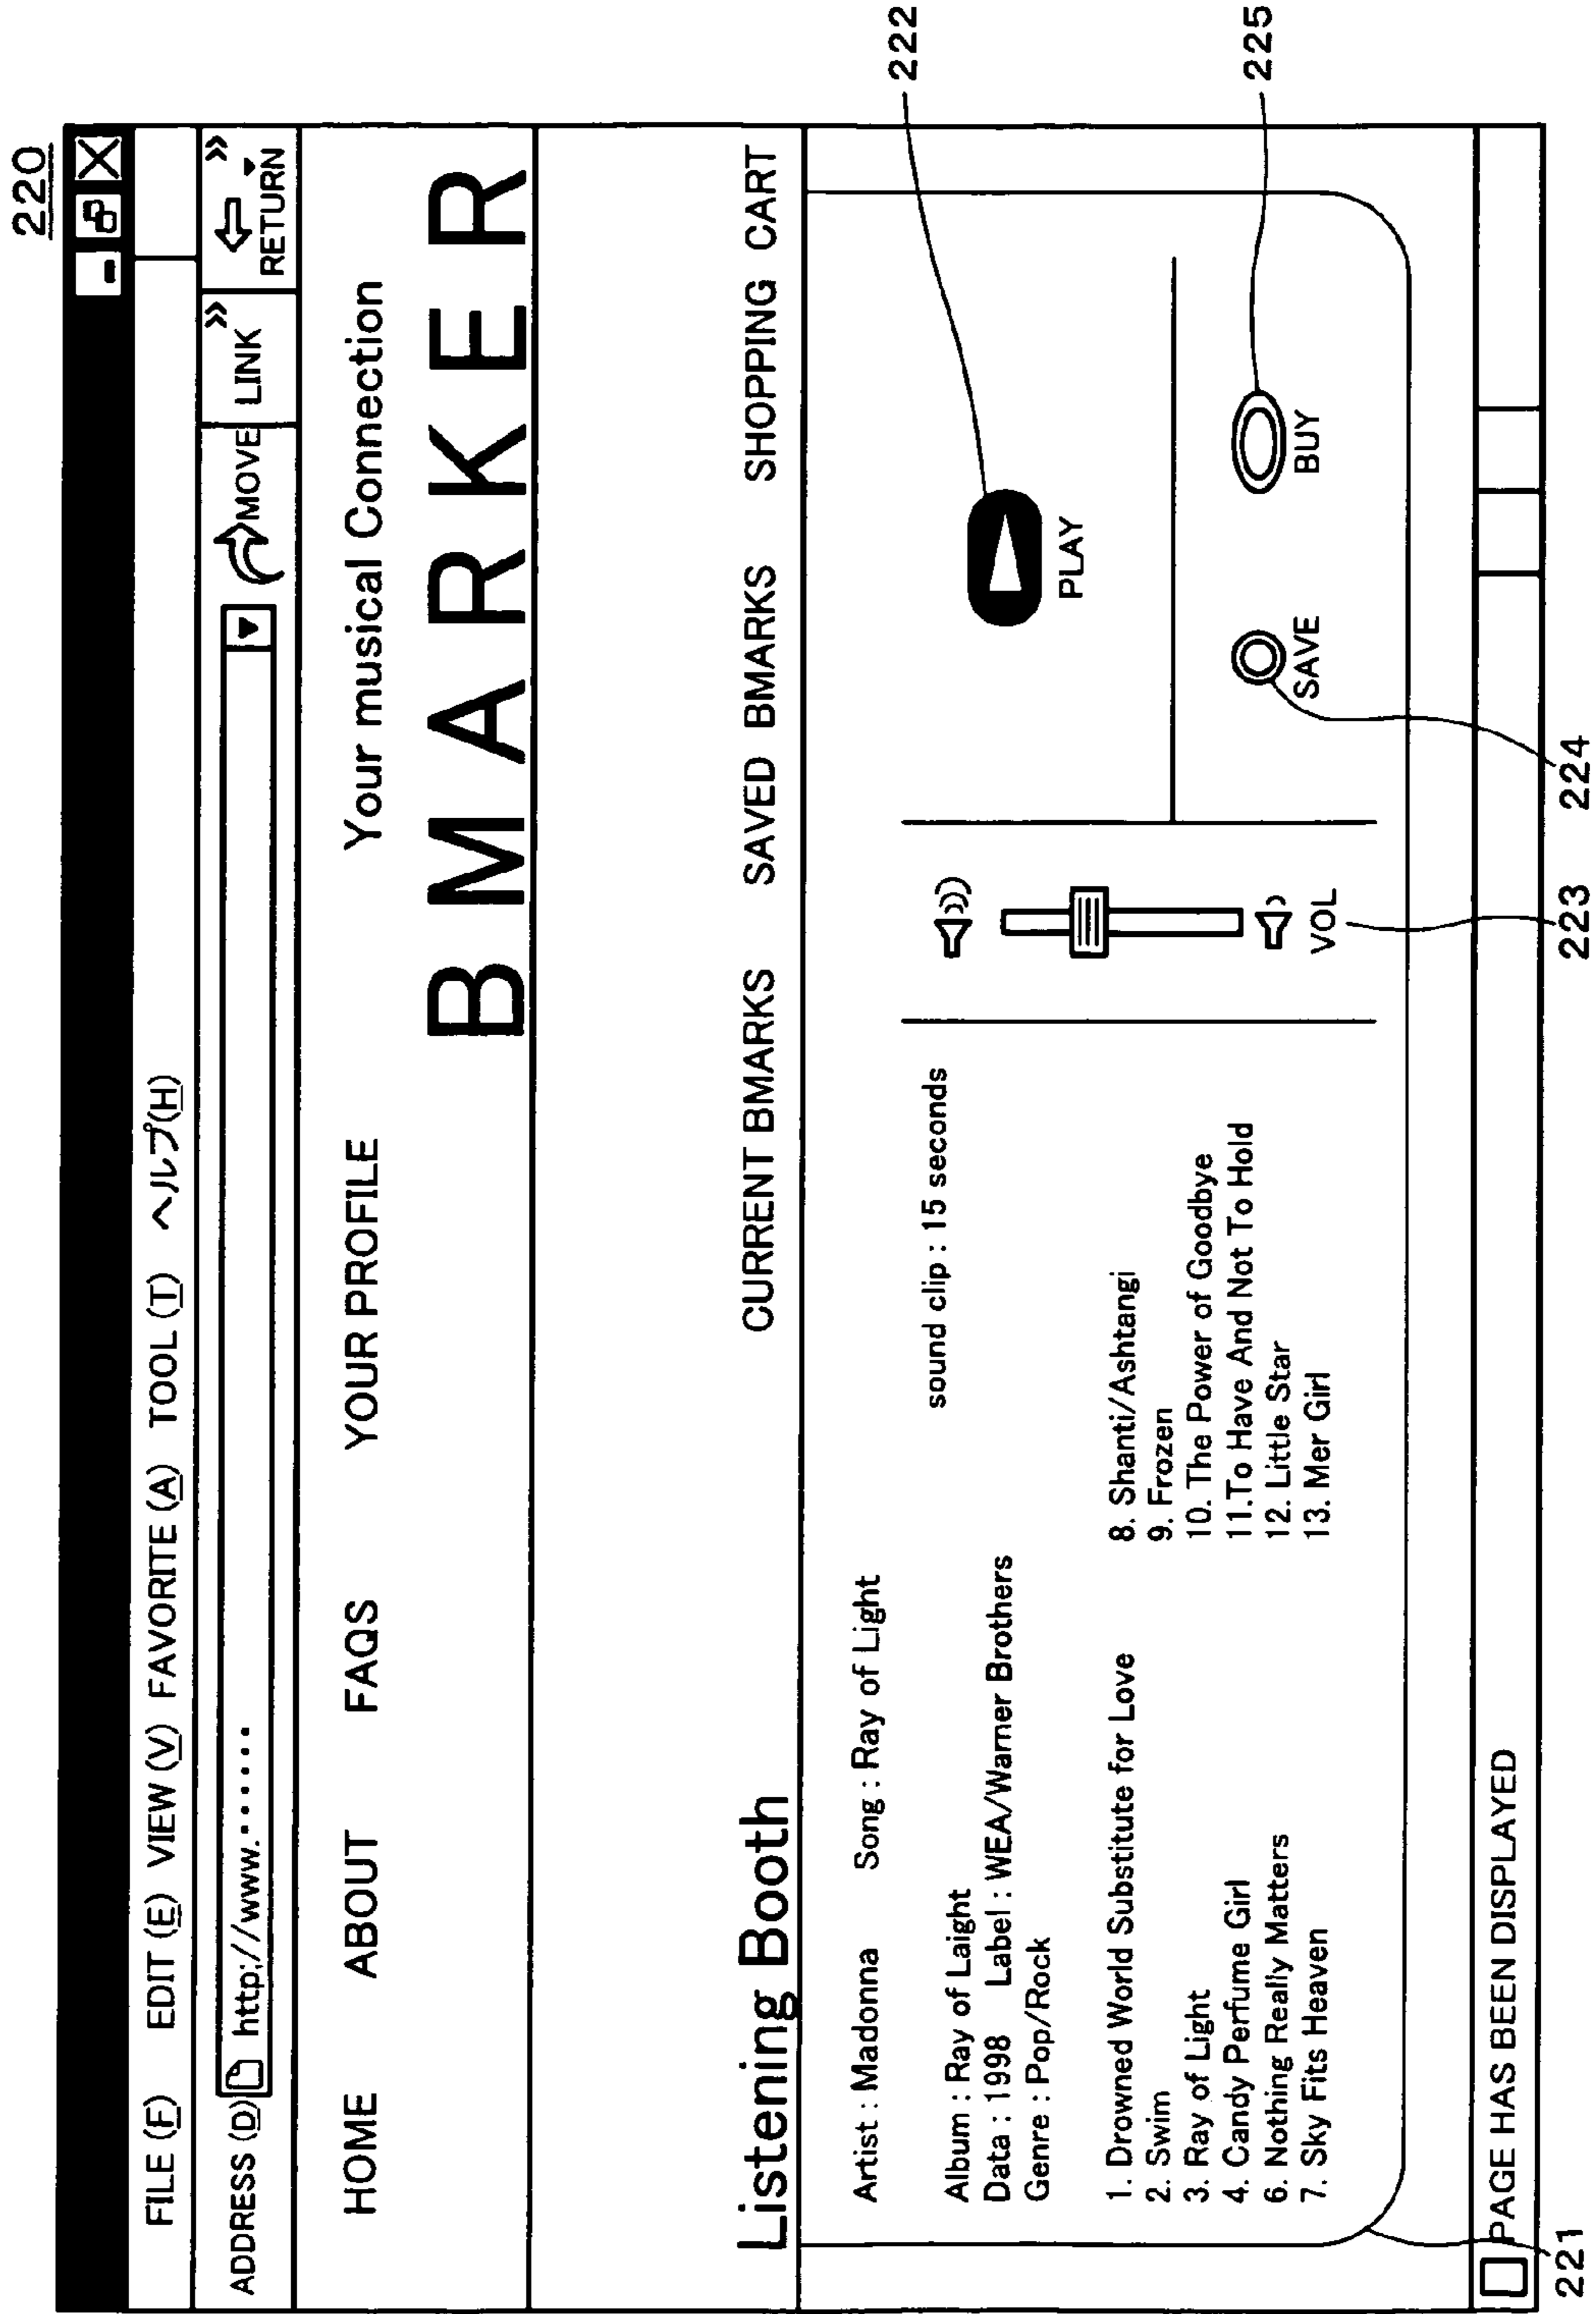 220
FILE (F) EDIT (E) VIEW (V) FAVORITE (A) TOOL (T) ヘルプ(H)
ADDRESS (D) http;//www.······ MOVE LINK » RETURN »
Your musical Connection
HOME ABOUT FAQS YOUR PROFILE
BMARKER
Listening Booth CURRENT BMARKS SAVED BMARKS SHOPPING CART
Artist : Madonna Song : Ray of Light
sound clip : 15 seconds
Album : Ray of Laight
Data : 1998 Label : WEA/Warner Brothers
Genre : Pop/Rock
1. Drowned World Substitute for Love
2. Swim
3. Ray of Light
4. Candy Perfume Girl
6. Nothing Really Matters
7. Sky Fits Heaven
8. Shanti/Ashtangi
9. Frozen
10. The Power of Goodbye
11.To Have And Not To Hold
12. Little Star
13. Mer Girl
VOL
PLAY
SAVE
BUY
222
225
PAGE HAS BEEN DISPLAYED
221
223
224